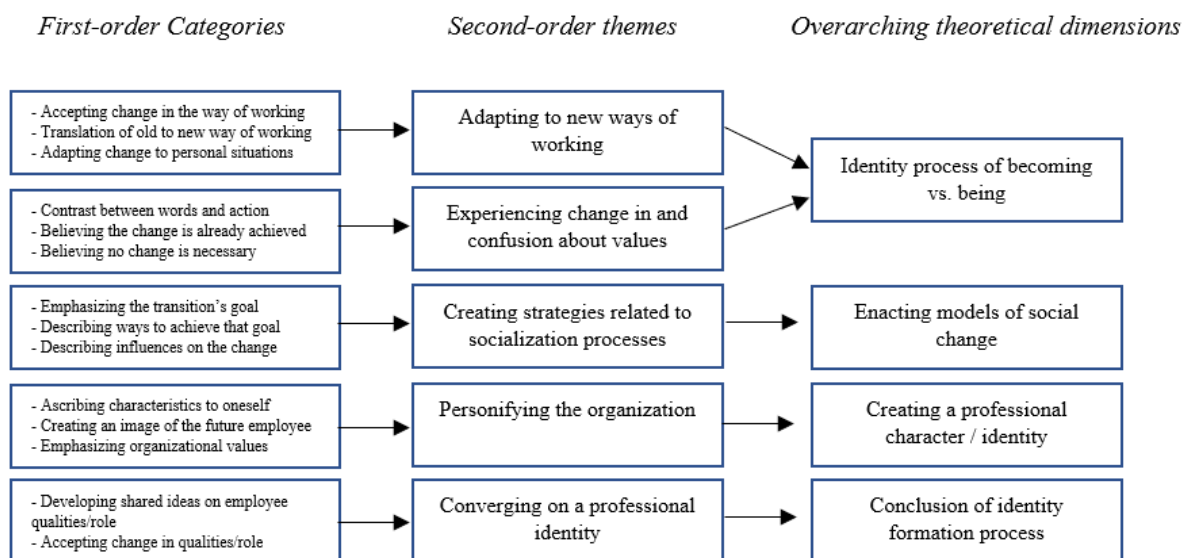 First-order Categories
Second-order themes
Overarching theoretical dimensions
- Accepting change in the way of working
- Translation of old to new way of working
- Adapting change to personal situations
Adapting to new ways of
working
Identity process of becoming
vs. being
- Contrast between words and action
- Believing the change is already achieved
- Believing no change is necessary
Experiencing change in and
confusion about values
- Emphasizing the transition’s goal
- Describing ways to achieve that goal
- Describing influences on the change
Creating strategies related to
socialization processes
Enacting models of social
change
- Ascribing characteristics to oneself
- Creating an image of the future employee
- Emphasizing organizational values
Personifying the organization
Creating a professional
character / identity
- Developing shared ideas on employee
qualities/role
- Accepting change in qualities/role
Converging on a professional
identity
Conclusion of identity
formation process